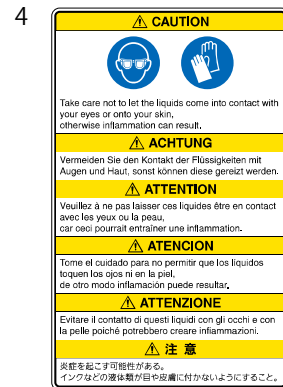 4
⚠ CAUTION
Take care not to let the liquids come into contact with
your eyes or onto your skin,
otherwise inflammation can result.
⚠ ACHTUNG
Vermeiden Sie den Kontakt der Flüssigkeiten mit
Augen und Haut, sonst können diese gereizt werden.
⚠ ATTENTION
Veuillez à ne pas laisser ces liquides être en contact
avec les yeux ou la peau,
car ceci pourrait entraîner une inflammation.
⚠ ATENCION
Tome el cuidado para no permitir que los líquidos
toquen los ojos ni en la piel,
de otro modo inflamación puede resultar.
⚠ ATTENZIONE
Evitare il contatto di questi liquidi con gli occhi e con
la pelle poiché potrebbero creare infiammazioni.
⚠ 注 意
炎症を起こす可能性がある。
インクなどの液体類が目や皮膚に付かないようにすること。